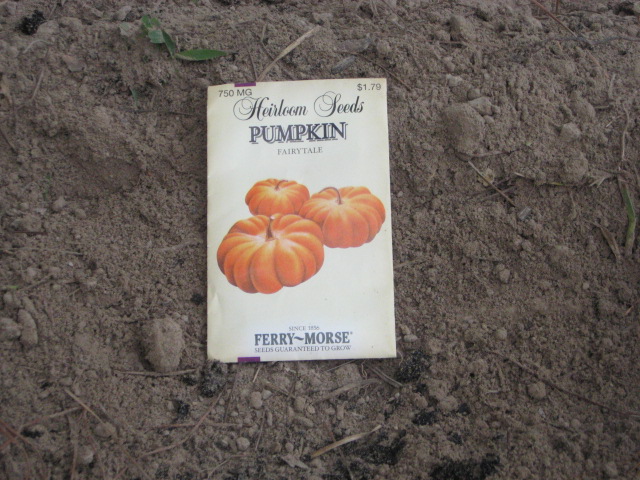 750 MG $1.79
Heirloom Seeds
PUMPKIN
FAIRYTALE
SINCE 1856
FERRY~MORSE®
SEEDS GUARANTEED TO GROW